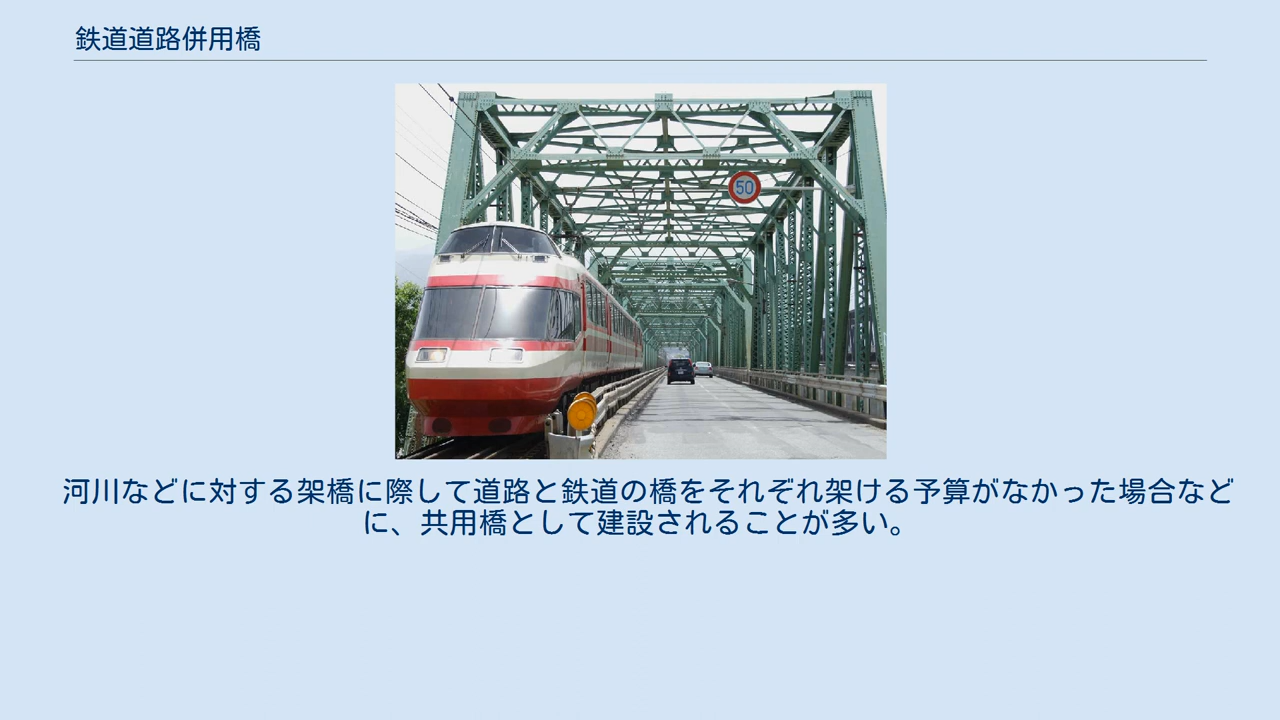 鉄道道路併用橋
50
河川などに対する架橋に際して道路と鉄道の橋をそれぞれ架ける予算がなかった場合など
に、共用橋として建設されることが多い。